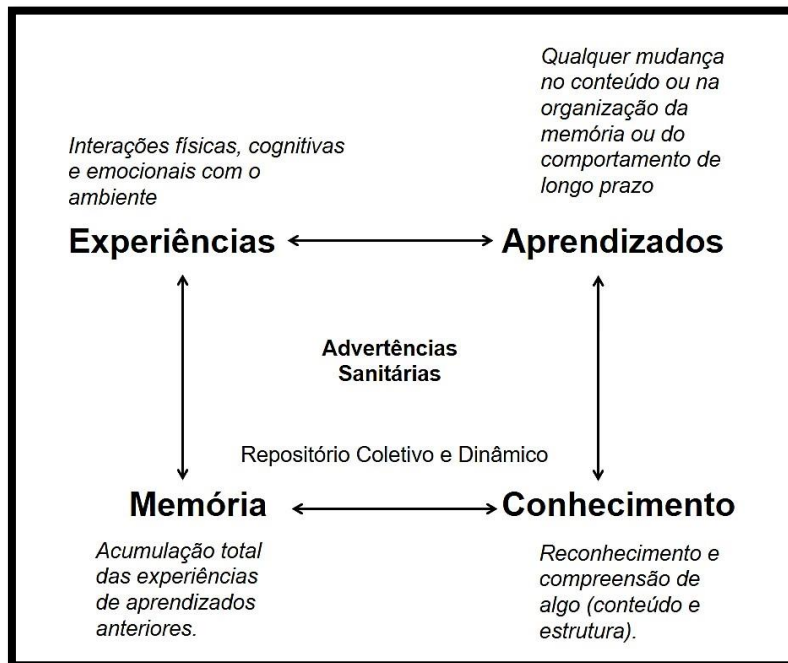 Qualquer mudança
no conteúdo ou na
organização da
memória ou do
comportamento de
longo prazo
Interações físicas, cognitivas
e emocionais com o
ambiente
Experiências
Aprendizados
Advertências
Sanitárias
Repositório Coletivo e Dinâmico
Memória
Conhecimento
Acumulação total
das experiências
de aprendizados
anteriores.
Reconhecimento e
compreensão de
algo (conteúdo e
estrutura).